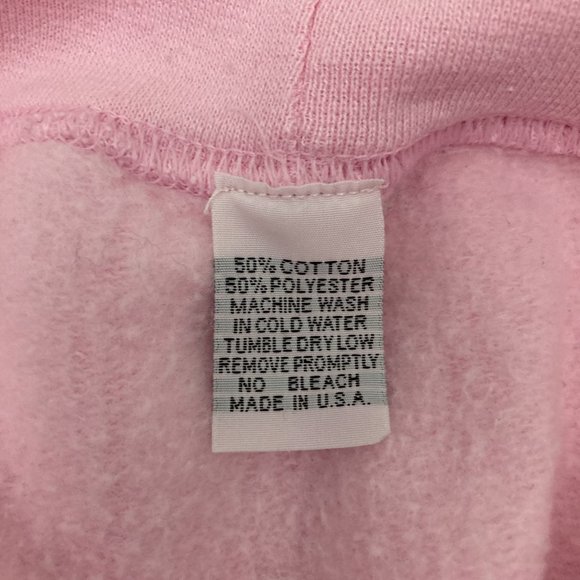 50% COTTON
50% POLYESTER
MACHINE WASH
IN COLD WATER
TUMBLE DRY LOW
REMOVE PROMPTLY
NO BLEACH
MADE IN U.S.A.